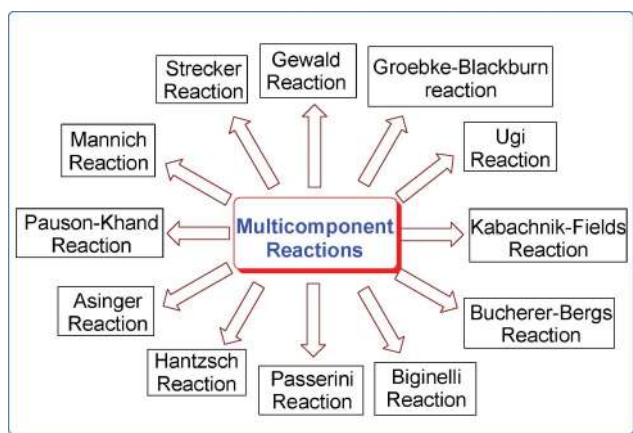 Gewald
Reaction
Strecker
Reaction
Groebke-Blackburn
reaction
Mannich
Reaction
Ugi
Reaction
Pauson-Khand
Reaction
Multicomponent
Reactions
Kabachnik-Fields
Reaction
Asinger
Reaction
Bucherer-Bergs
Reaction
Hantzsch
Reaction
Passerini
Reaction
Biginelli
Reaction